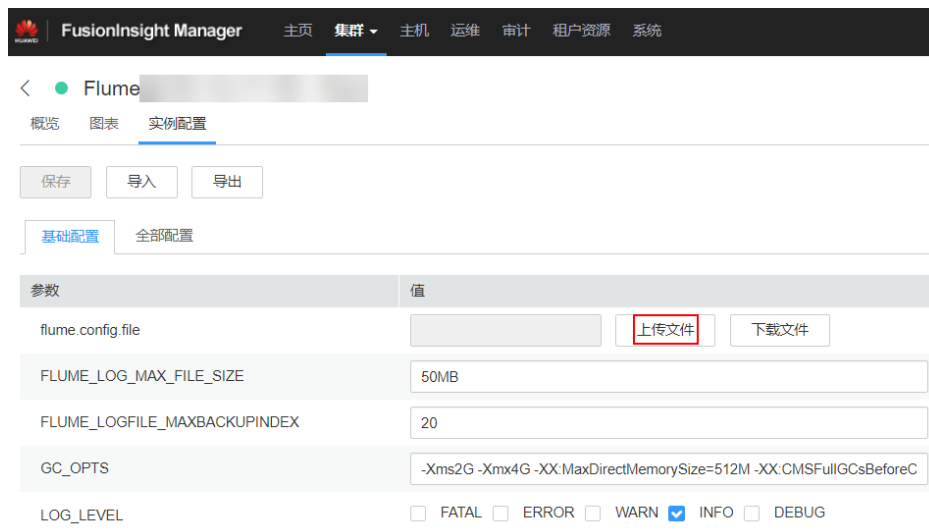 HUAWEI FusionInsight Manager 主页 集群 主机 运维 审计 租户资源 系统
Flume
概览 图表 实例配置
保存 导入 导出
基础配置 全部配置
参数 值
flume.config.file 上传文件 下载文件
FLUME_LOG_MAX_FILE_SIZE 50MB
FLUME_LOGFILE_MAXBACKUPINDEX 20
GC_OPTS -Xms2G -Xmx4G -XX:MaxDirectMemorySize=512M -XX:CMSFullGCsBeforeC
LOG_LEVEL FATAL ERROR WARN INFO DEBUG